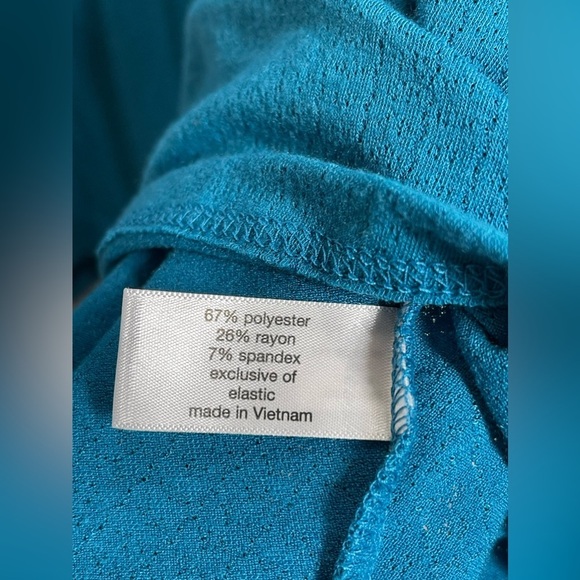 67% polyester
26% rayon
7% spandex
exclusive of
elastic
made in Vietnam